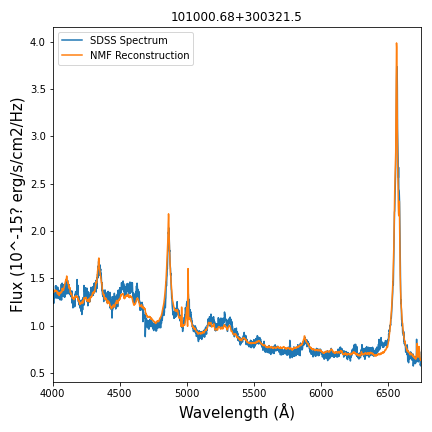 101000.68+300321.5
SDSS Spectrum
NMF Reconstruction
4.0
3.5
3.0
2.5
2.0
1.5
1.0
0.5
Flux (10^-15? erg/s/cm2/Hz)
4000 4500 5000 5500 6000 6500
Wavelength (Å)